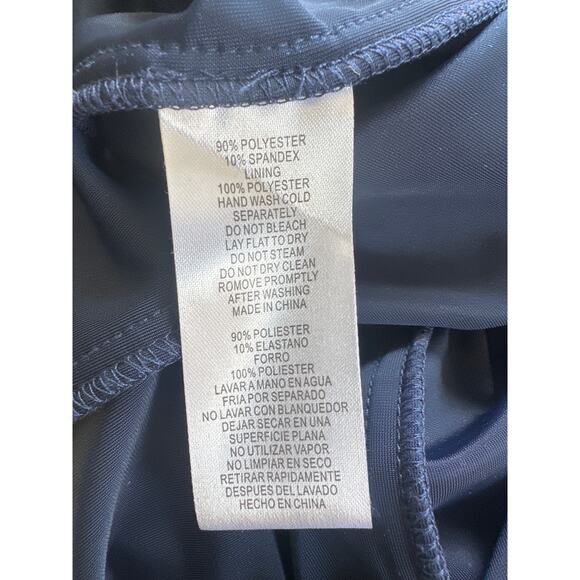 90% POLYESTER
10% SPANDEX
LINING
100% POLYESTER
HAND WASH COLD
SEPARATELY
DO NOT BLEACH
LAY FLAT TO DRY
DO NOT STEAM
DO NOT DRY CLEAN
ROMOVE PROMPTLY
AFTER WASHING
MADE IN CHINA
90% POLIESTER
10% ELASTANO
FORRO
100% POLIESTER
LAVAR A MANO EN AGUA
FRIA POR SEPARADO
NO LAVAR CON BLANQUEDOR
DEJAR SECAR EN UNA
SUPERFICIE PLANA
NO UTILIZAR VAPOR
NO LIMPIAR EN SECO
RETIRAR RÁPIDAMENTE
DESPUES DEL LAVADO
HECHO EN CHINA